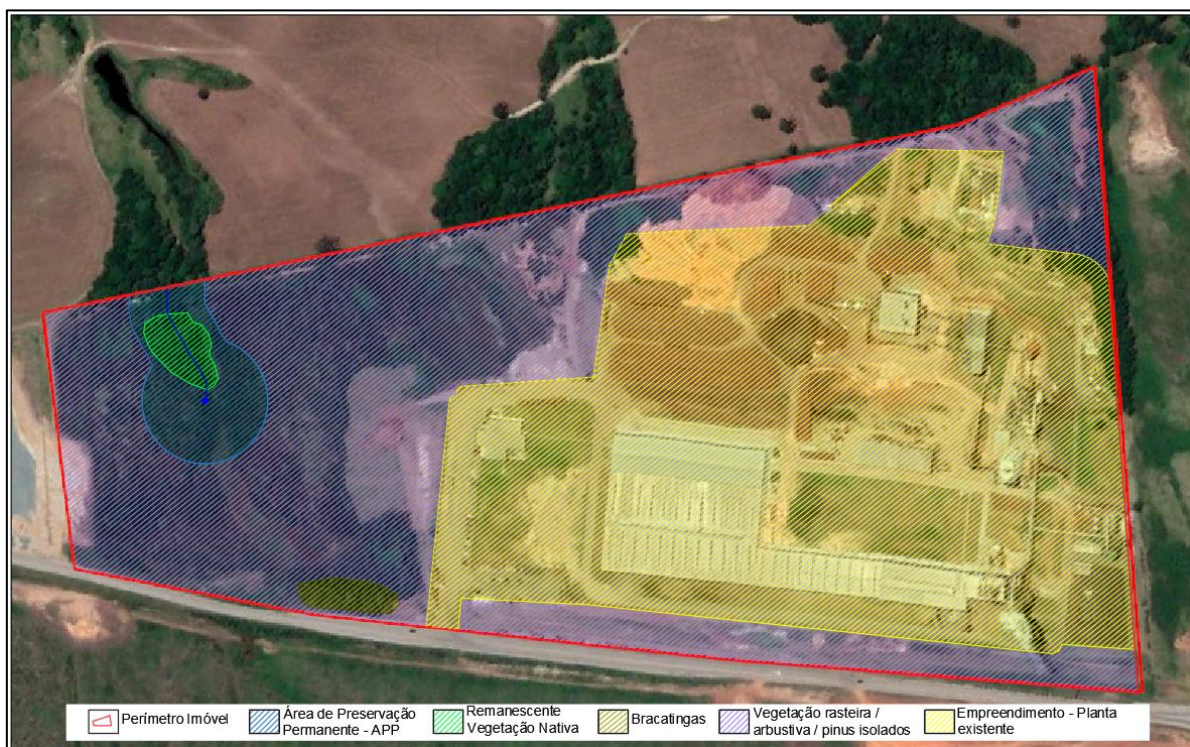 Perímetro Imóvel
Área de Preservação
Permanente - APP
Remanescente
Vegetação Nativa
Bracatingas
Vegetação rasteira /
arbustiva / pinus isolados
Empreendimento - Planta
existente